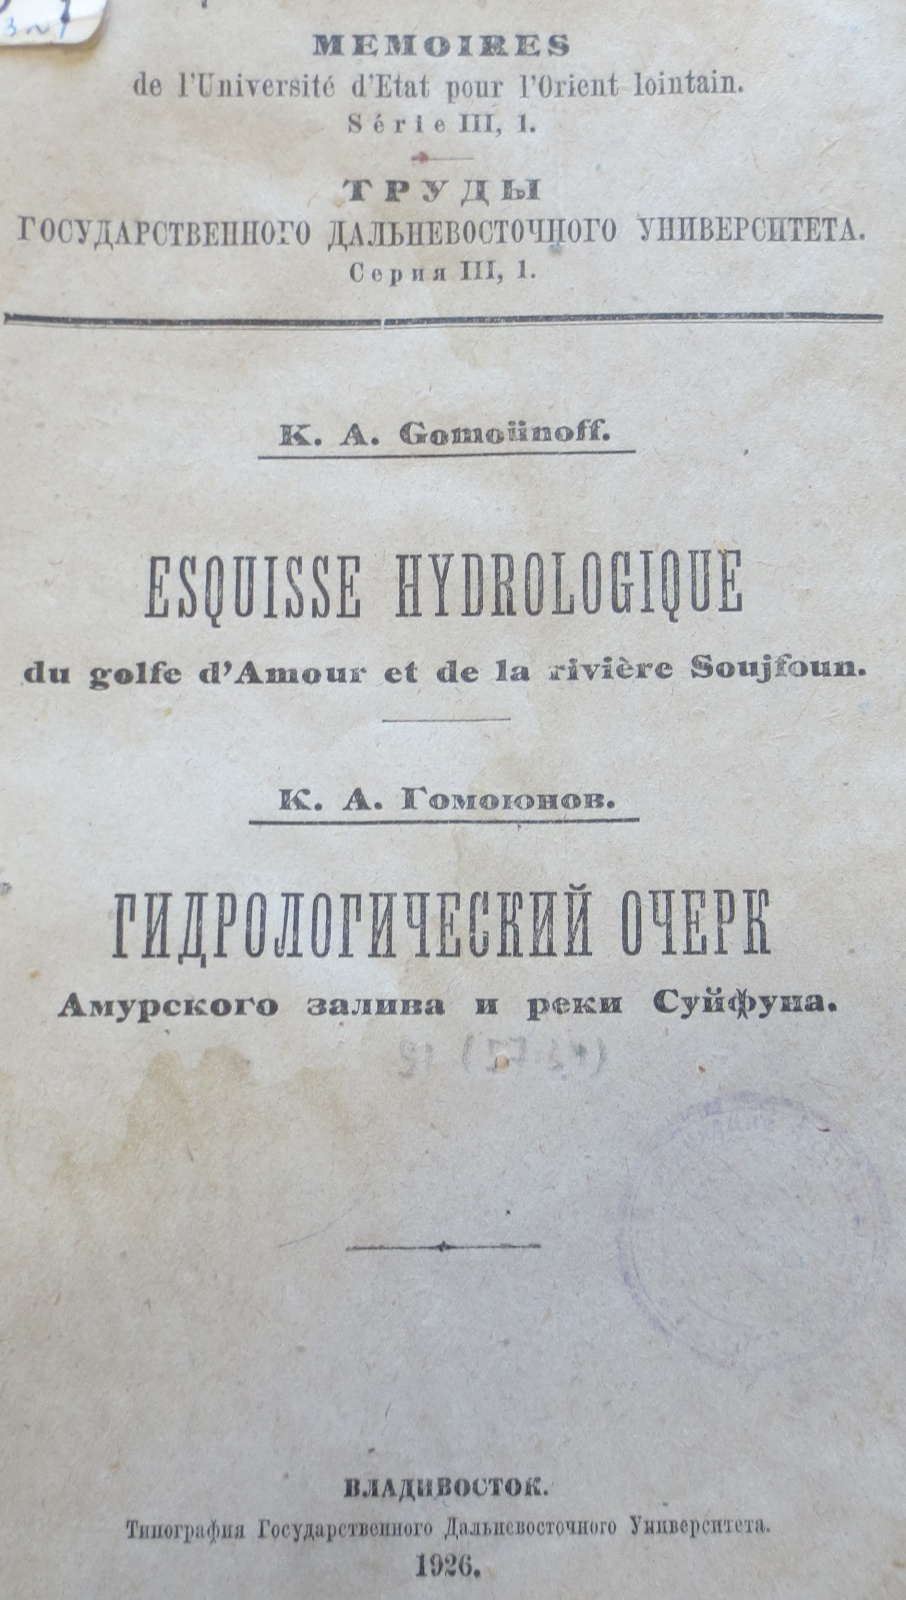 MEMOIRES
de l'Université d'Etat pour l'Orient lointain.
Série III, 1.
ТРУДЫ
ГОСУДАРСТВЕННОГО ДАЛЬНЕВОСТОЧНОГО УНИВЕРСИТЕТА.
Серия III, 1.
K. A. Gomoiinoff.
ESQUISSE HYDROLOGIQUE
du golfe d'Amour et de la rivière Soujfoun.
К. А. Гомоюнов.
ГИДРОЛОГИЧЕСКИЙ ОЧЕРК
Амурского залива и реки Суйфуна.
ВЛАДИВОСТОК.
Типография Государственного Дальневосточного Университета.
1926.